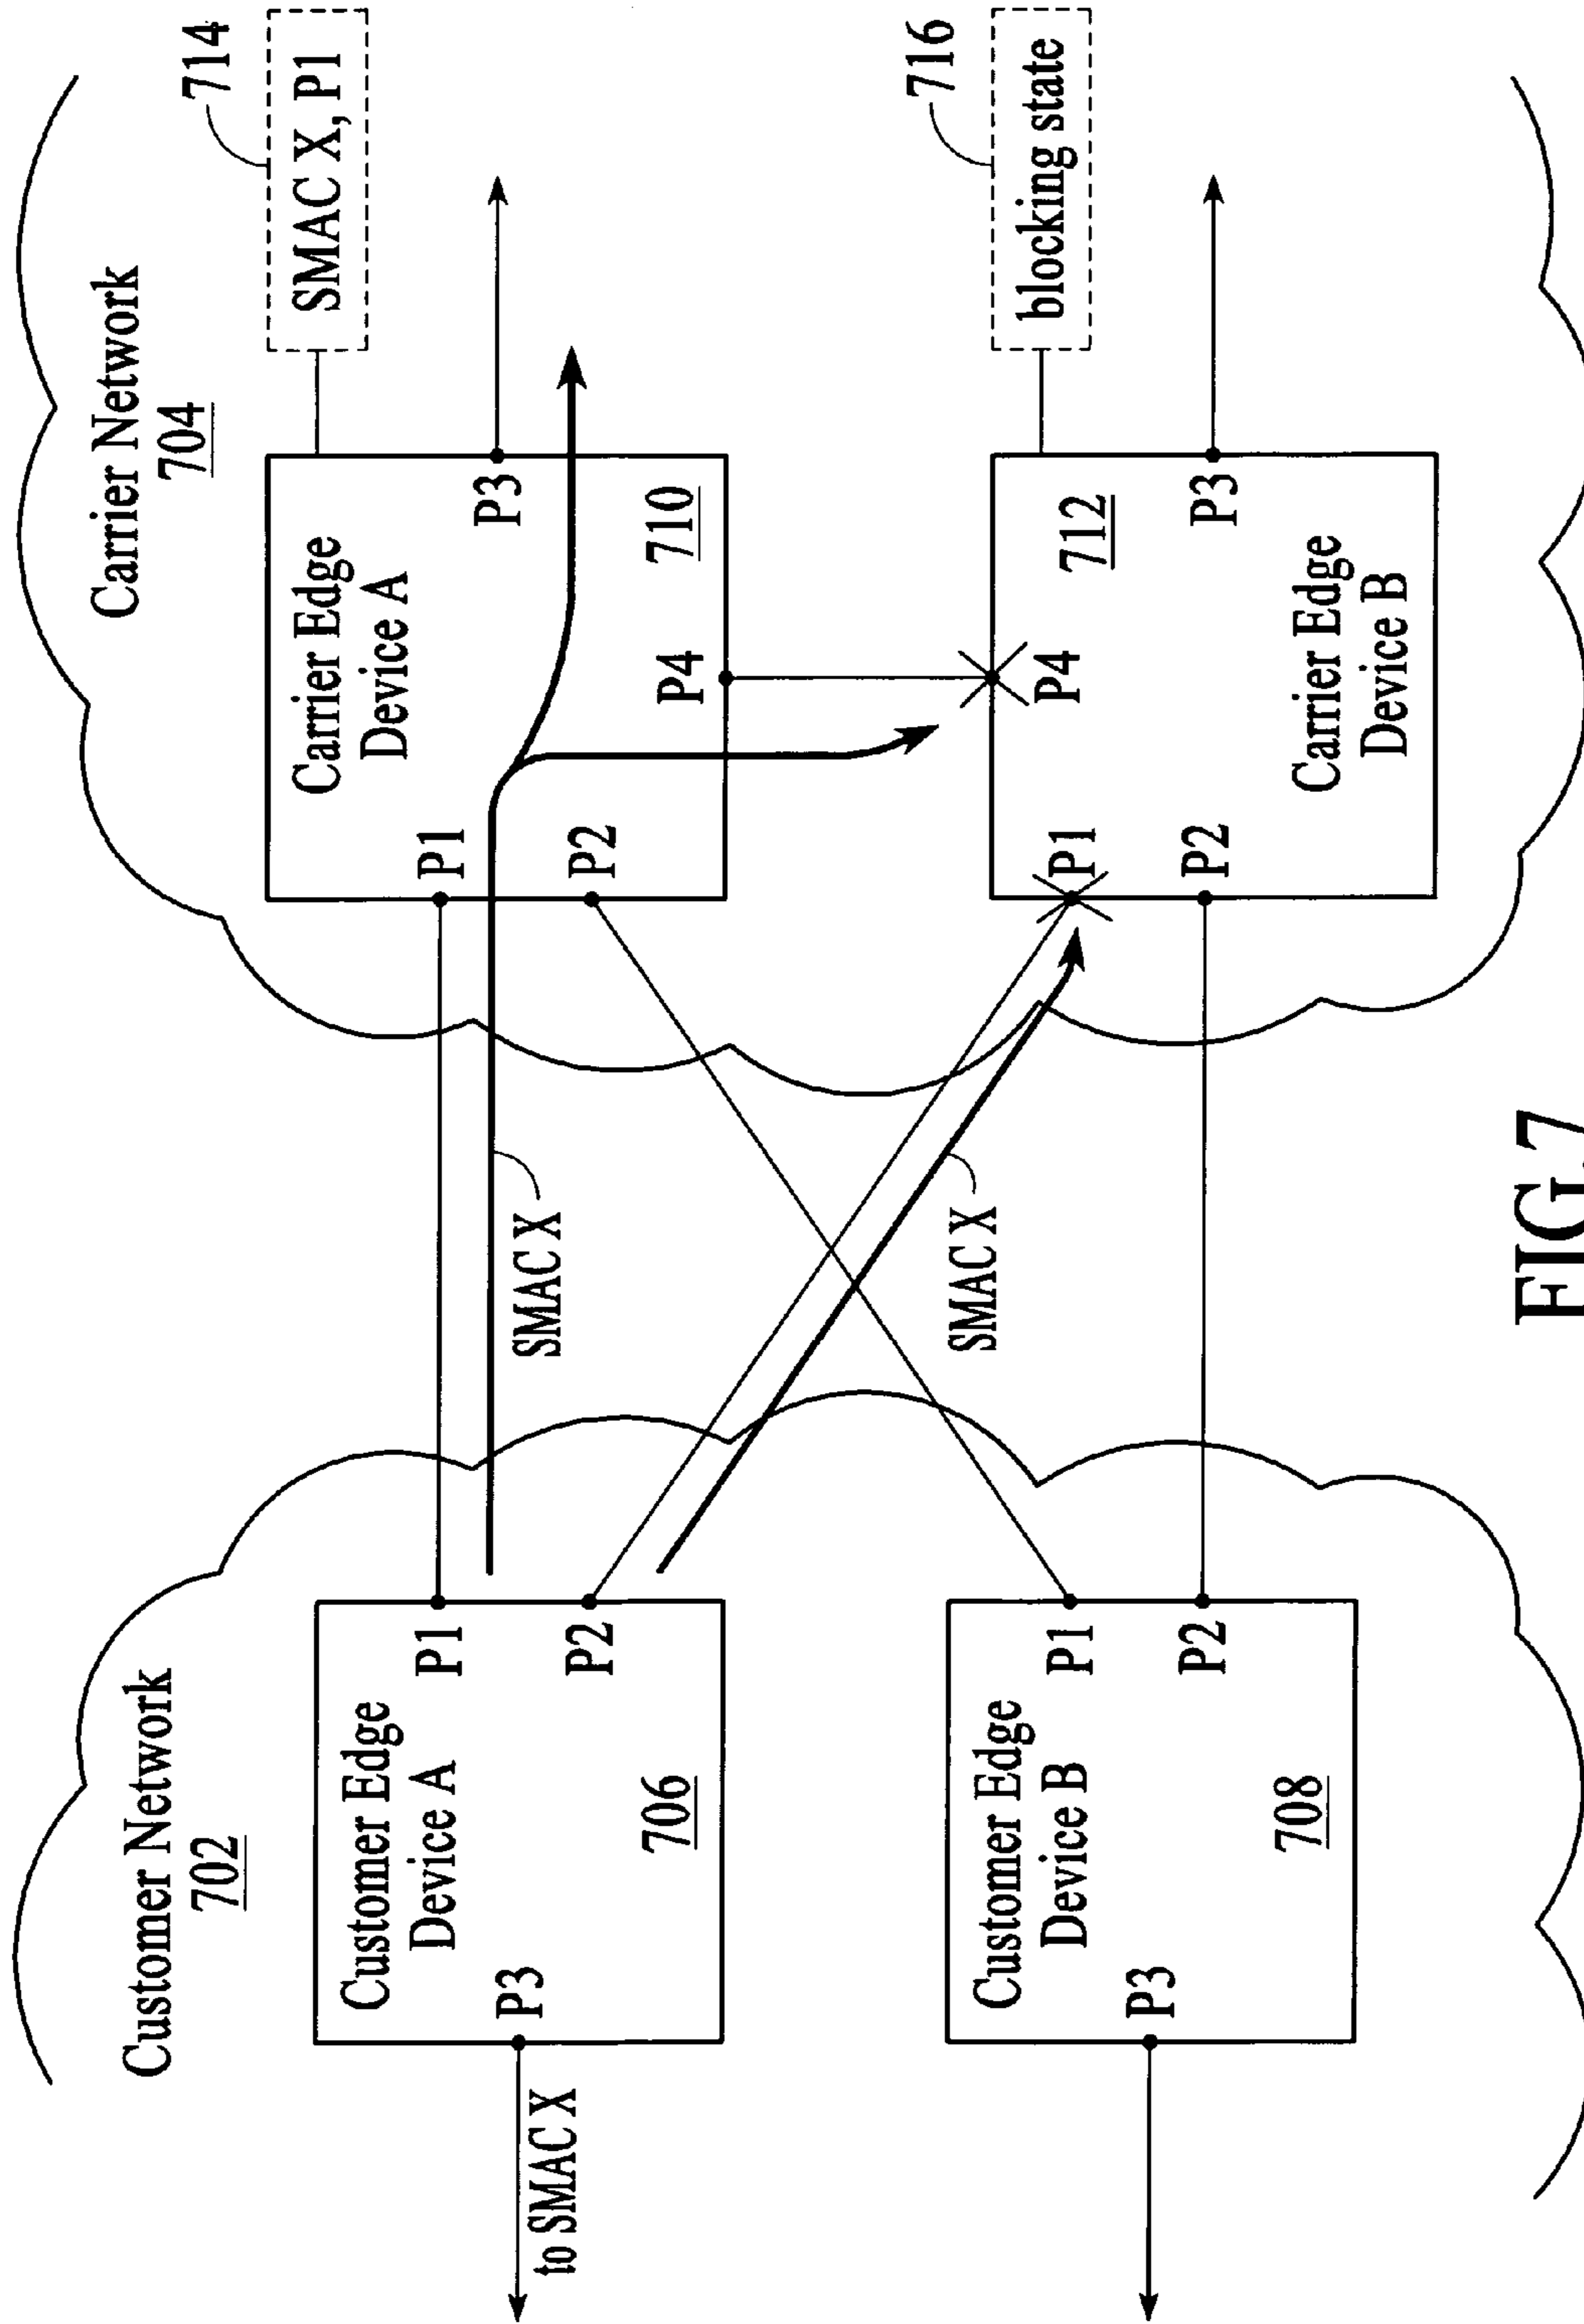 Customer Network
702
Carrier Network
704
714
SMAC X, P1
Customer Edge
Device A
706
P1
P2
P3
to SMAC X
SMAC X
Carrier Edge
Device A
710
P1
P2
P3
P4
716
blocking state
Customer Edge
Device B
708
P1
P2
P3
SMAC X
712
Carrier Edge
Device B
P1
P2
P3
P4
FIG.7